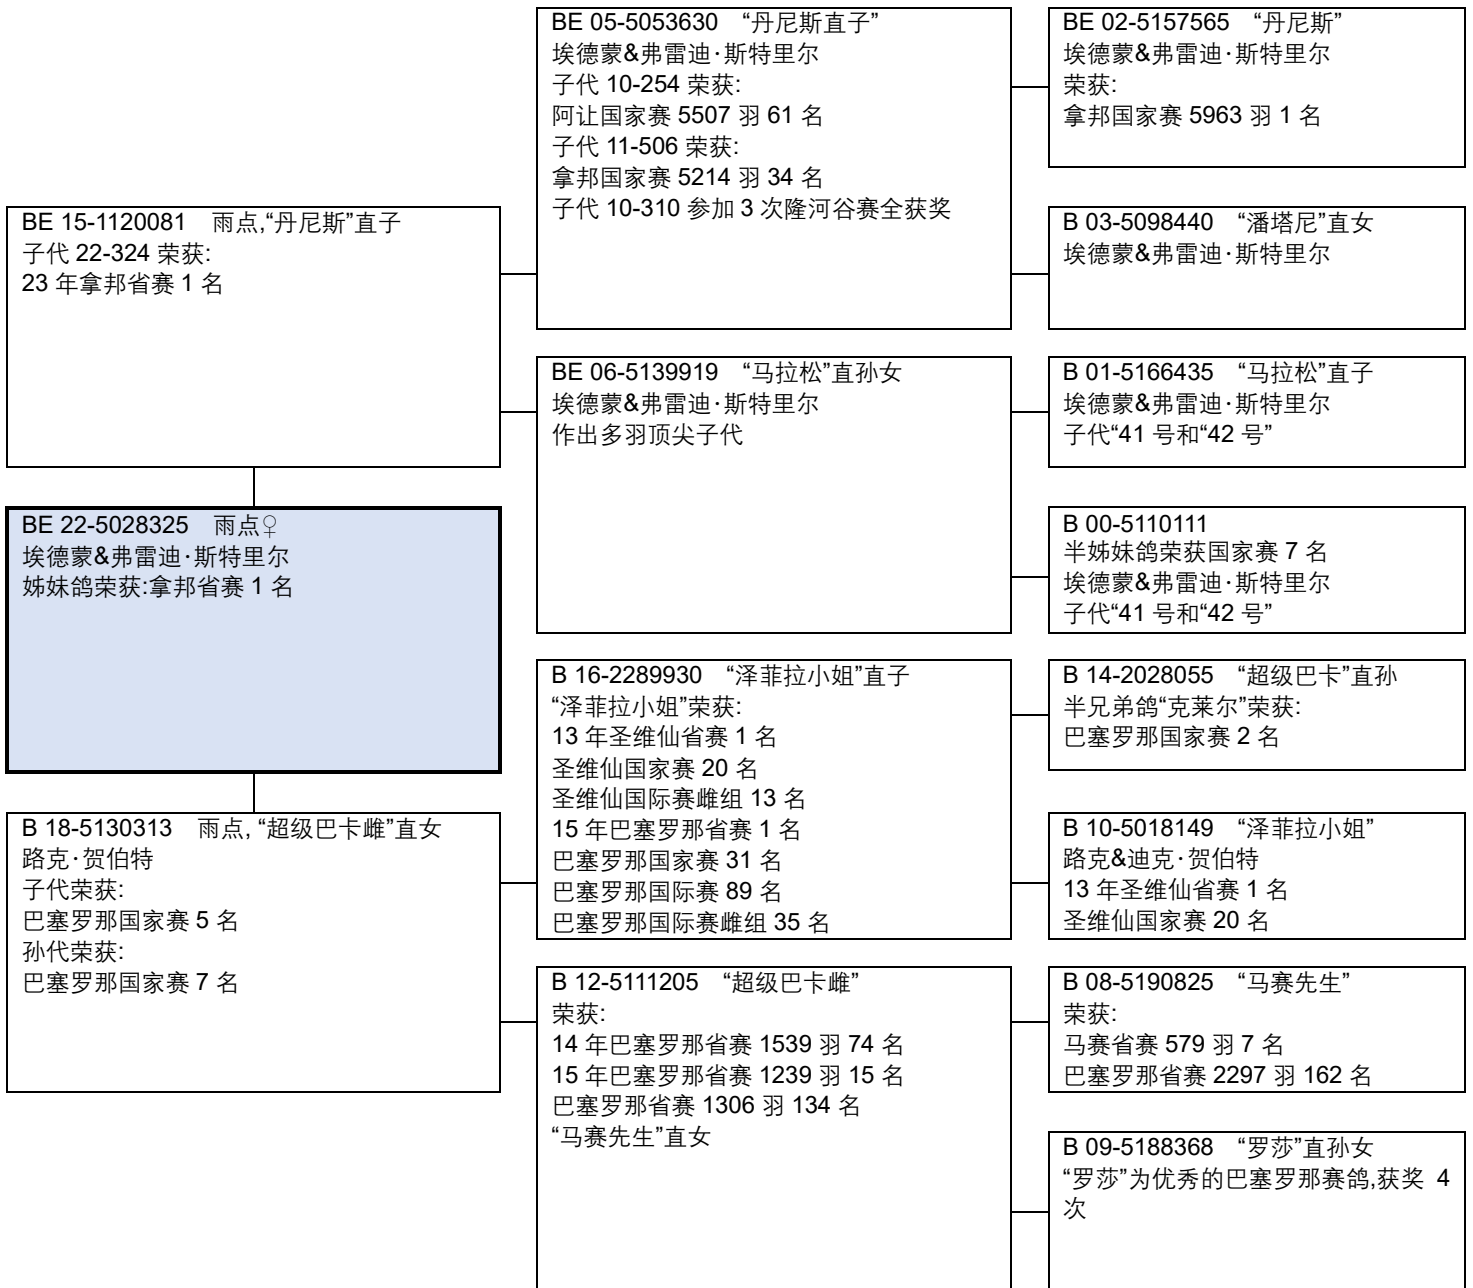 BE 15-1120081 雨点,“丹尼斯”直子
子代 22-324 荣获:
23 年拿邦省赛 1 名
BE 22-5028325 雨点♀
埃德蒙&弗雷迪·斯特里尔
姊妹鸽荣获:拿邦省赛 1 名
B 18-5130313 雨点, “超级巴卡雌”直女
路克·贺伯特
子代荣获:
巴塞罗那国家赛 5 名
孙代荣获:
巴塞罗那国家赛 7 名
BE 05-5053630 “丹尼斯直子”
埃德蒙&弗雷迪·斯特里尔
子代 10-254 荣获:
阿让国家赛 5507 羽 61 名
子代 11-506 荣获:
拿邦国家赛 5214 羽 34 名
子代 10-310 参加 3 次隆河谷赛全获奖
BE 06-5139919 “马拉松”直孙女
埃德蒙&弗雷迪·斯特里尔
作出多羽顶尖子代
B 16-2289930 “泽菲拉小姐”直子
“泽菲拉小姐”荣获:
13 年圣维仙省赛 1 名
圣维仙国家赛 20 名
圣维仙国际赛雌组 13 名
15 年巴塞罗那省赛 1 名
巴塞罗那国家赛 31 名
巴塞罗那国际赛 89 名
巴塞罗那国际赛雌组 35 名
B 12-5111205 “超级巴卡雌”
荣获:
14 年巴塞罗那省赛 1539 羽 74 名
15 年巴塞罗那省赛 1239 羽 15 名
巴塞罗那省赛 1306 羽 134 名
“马赛先生”直女
BE 02-5157565 “丹尼斯”
埃德蒙&弗雷迪·斯特里尔
荣获:
拿邦国家赛 5963 羽 1 名
B 03-5098440 “潘塔尼”直女
埃德蒙&弗雷迪·斯特里尔
B 01-5166435 “马拉松”直子
埃德蒙&弗雷迪·斯特里尔
子代“41 号和“42 号”
B 00-5110111
半姊妹鸽荣获国家赛 7 名
埃德蒙&弗雷迪·斯特里尔
子代“41 号和“42 号”
B 14-2028055 “超级巴卡”直孙
半兄弟鸽“克莱尔”荣获:
巴塞罗那国家赛 2 名
B 10-5018149 “泽菲拉小姐”
路克&迪克·贺伯特
13 年圣维仙省赛 1 名
圣维仙国家赛 20 名
B 08-5190825 “马赛先生”
荣获:
马赛省赛 579 羽 7 名
巴塞罗那省赛 2297 羽 162 名
B 09-5188368 “罗莎”直孙女
“罗莎”为优秀的巴塞罗那赛鸽,获奖 4
次